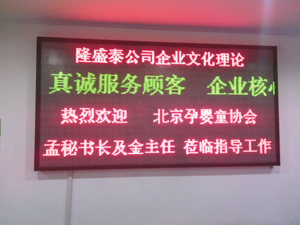 隆盛泰公司企业文化理论
真诚服务顾客 企业核心
热烈欢迎 北京孕婴童协会
孟秘书长及金主任 莅临指导工作